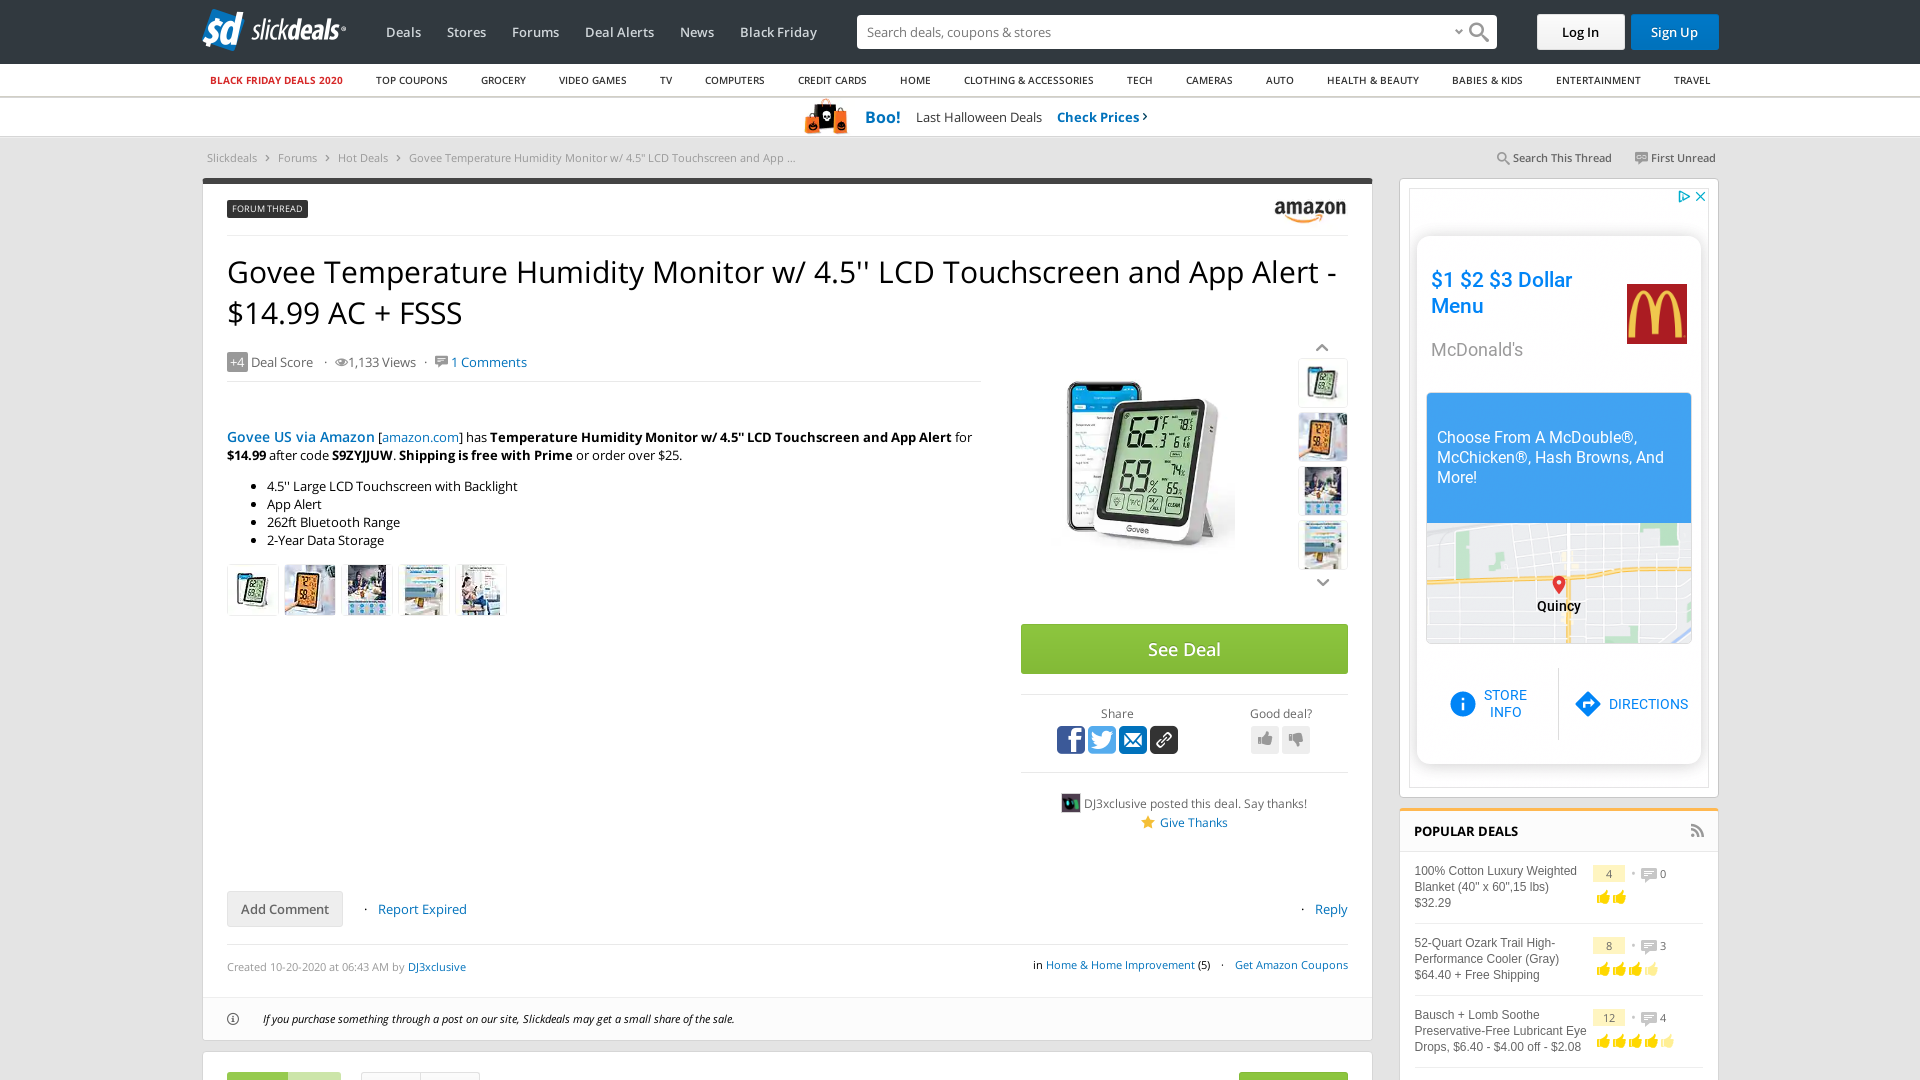 slickdeals
Deals
Stores
Forums
Deal Alerts
News
Black Friday
Search deals, coupons & stores
Log In
Sign Up
BLACK FRIDAY DEALS 2020
TOP COUPONS
GROCERY
VIDEO GAMES
TV
COMPUTERS
CREDIT CARDS
HOME
CLOTHING & ACCESSORIES
TECH
CAMERAS
AUTO
HEALTH & BEAUTY
BABIES & KIDS
ENTERTAINMENT
TRAVEL
Boo! Last Halloween Deals Check Prices
Slickdeals > Forums > Hot Deals > Govee Temperature Humidity Monitor w/ 4.5" LCD Touchscreen and App ...
Search This Thread
First Unread
FORUM THREAD
amazon
Govee Temperature Humidity Monitor w/ 4.5'' LCD Touchscreen and App Alert -
$14.99 AC + FSSS
+4 Deal Score · 1,133 Views · 1 Comments
Govee US via Amazon [amazon.com] has Temperature Humidity Monitor w/ 4.5'' LCD Touchscreen and App Alert for
$14.99 after code S9ZYJJUW. Shipping is free with Prime or order over $25.
4.5'' Large LCD Touchscreen with Backlight
App Alert
262ft Bluetooth Range
2-Year Data Storage
Govee
See Deal
Share
Good deal?
DJ3xclusive posted this deal. Say thanks!
Give Thanks
Add Comment · Report Expired
· Reply
Created 10-20-2020 at 06:43 AM by DJ3xclusive
in Home & Home Improvement (5) · Get Amazon Coupons
If you purchase something through a post on our site, Slickdeals may get a small share of the sale.
$1 $2 $3 Dollar
Menu
McDonald's
Choose From A McDouble®,
McChicken®, Hash Browns, And
More!
Quincy
STORE
INFO
DIRECTIONS
POPULAR DEALS
100% Cotton Luxury Weighted
Blanket (40" x 60",15 lbs)
$32.29
4 • 0
52-Quart Ozark Trail High-
Performance Cooler (Gray)
$64.40 + Free Shipping
8 • 3
Bausch + Lomb Soothe
Preservative-Free Lubricant Eye
Drops, $6.40 - $4.00 off - $2.08
12 • 4